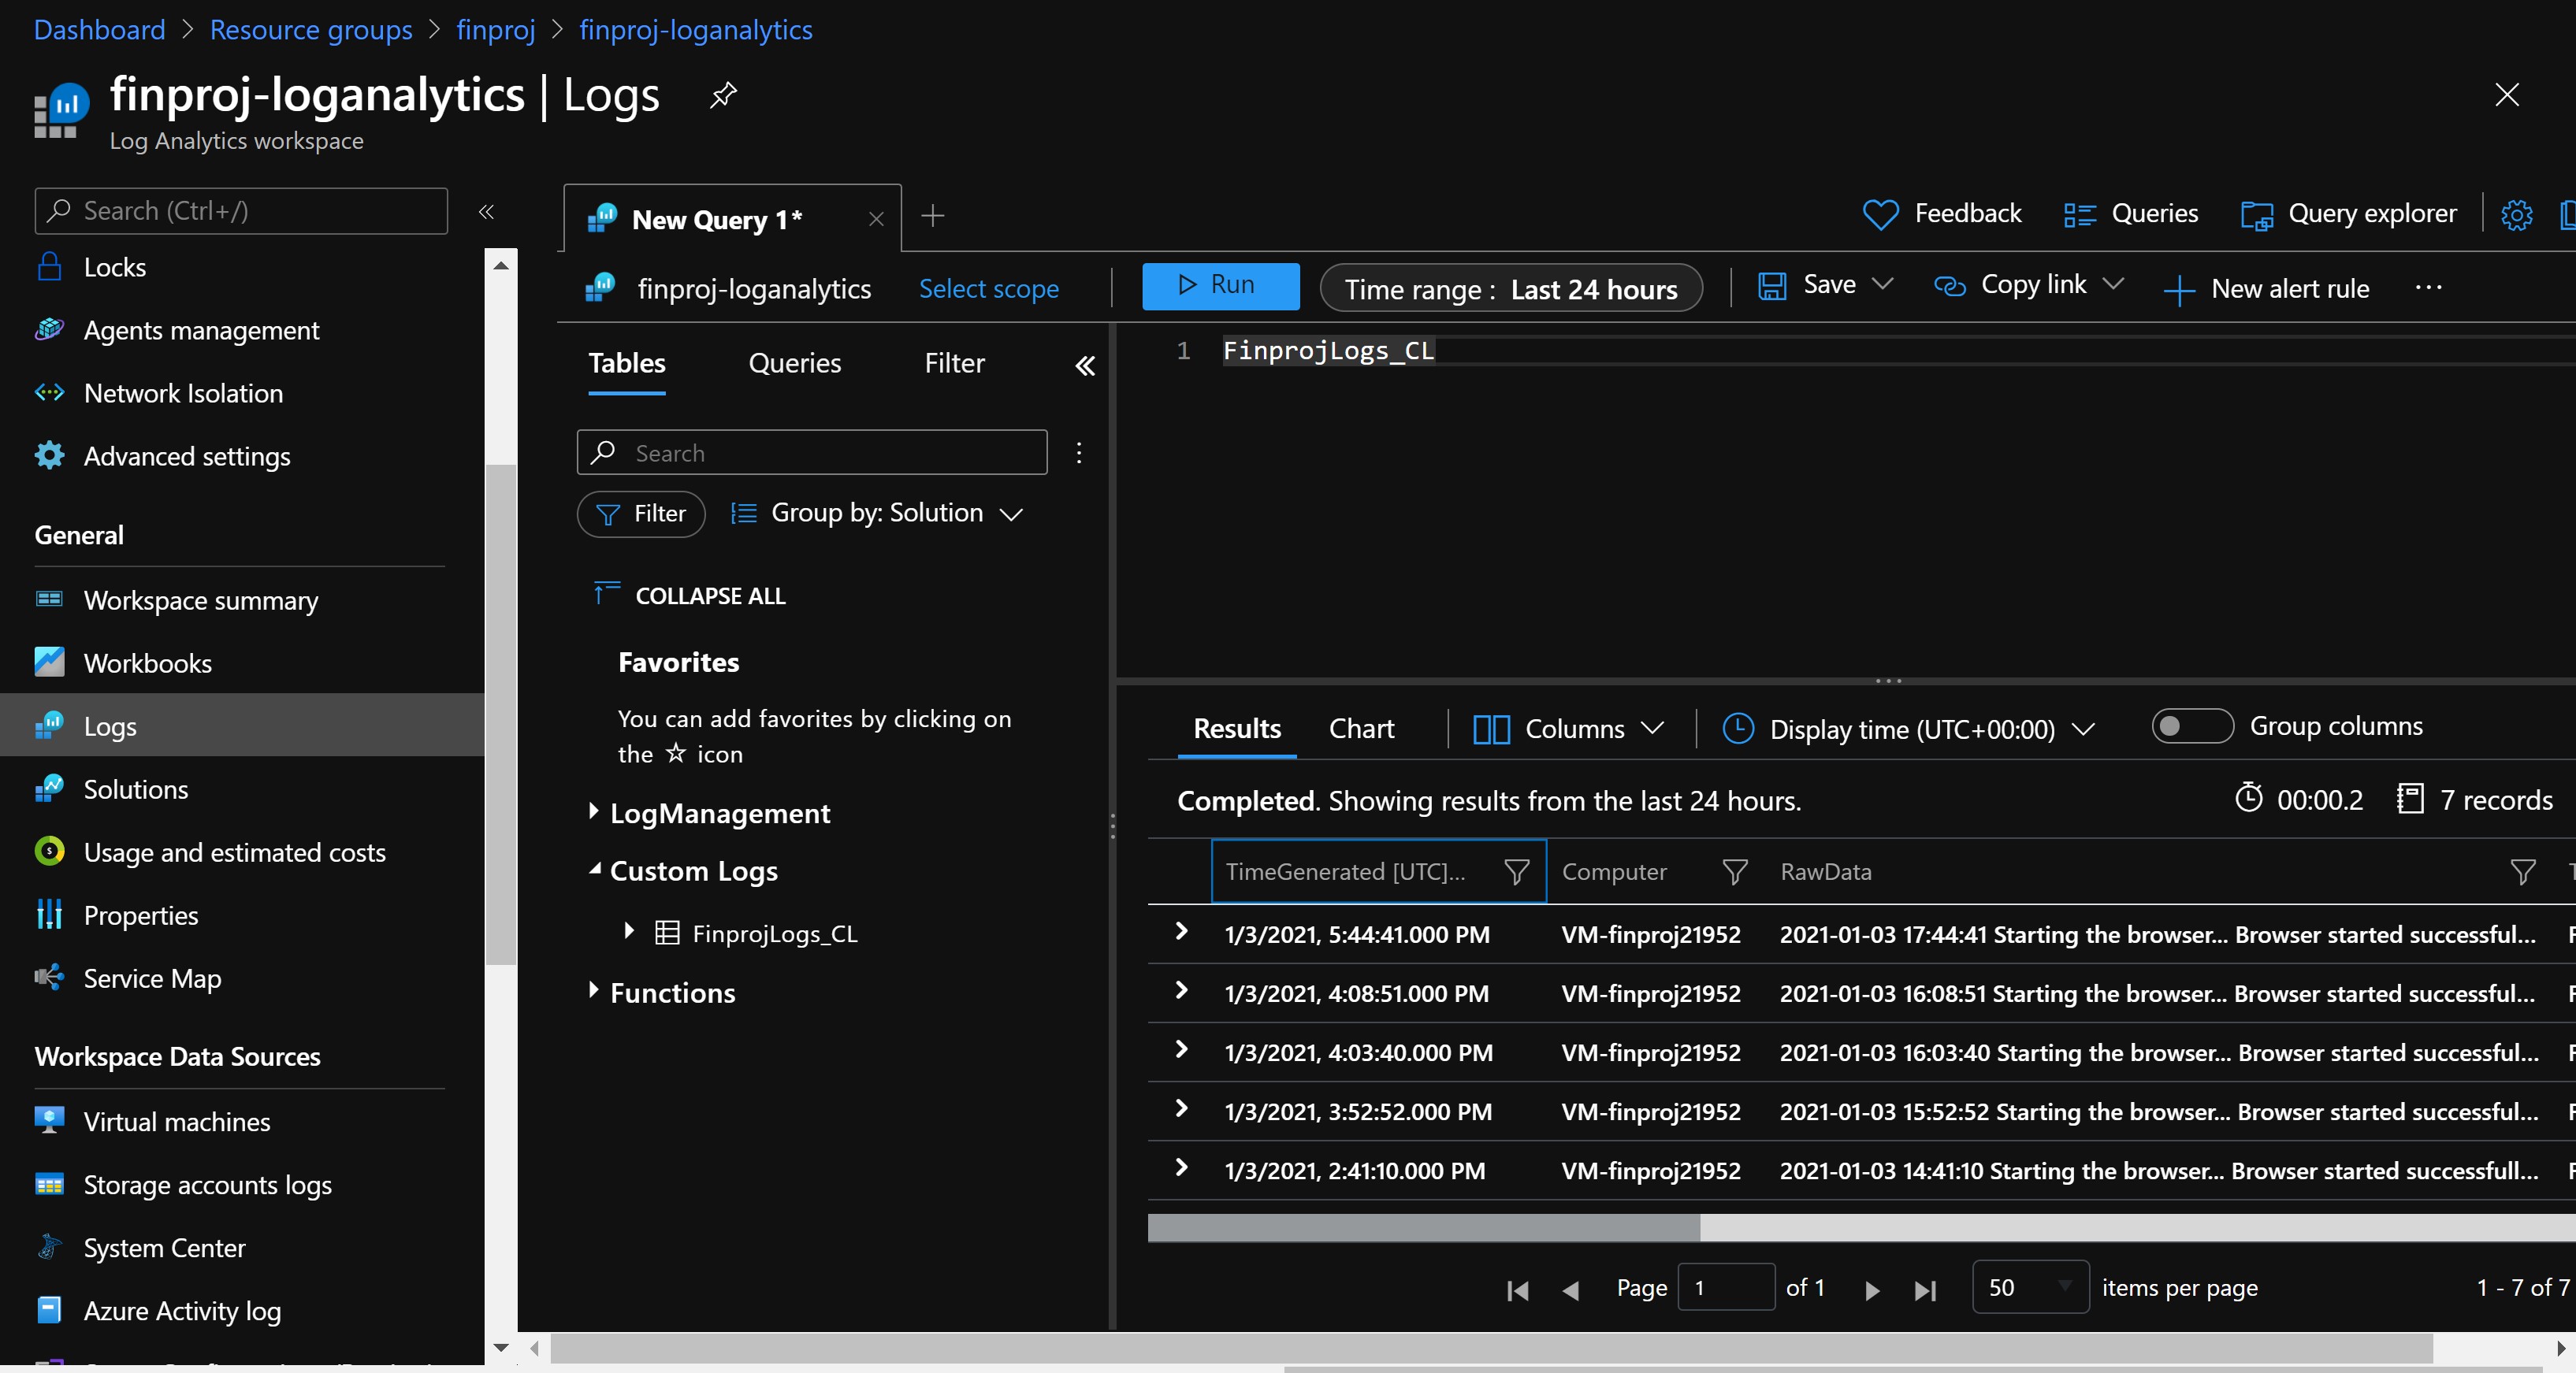 Dashboard > Resource groups > finproj > finproj-loganalytics
finproj-loganalytics | Logs
Log Analytics workspace
Search (Ctrl+/)
«
Locks
Agents management
Network Isolation
Advanced settings
General
Workspace summary
Workbooks
Logs
Solutions
Usage and estimated costs
Properties
Service Map
Workspace Data Sources
Virtual machines
Storage accounts logs
System Center
Azure Activity log
New Query 1*
Feedback
Queries
Query explorer
finproj-loganalytics
Select scope
Run
Time range : Last 24 hours
Save
Copy link
New alert rule
...
Tables
Queries
Filter
«
Search
Filter
Group by: Solution
COLLAPSE ALL
Favorites
You can add favorites by clicking on
the ☆ icon
LogManagement
Custom Logs
FinprojLogs_CL
Functions
1 FinprojLogs_CL
Results
Chart
Columns
Display time (UTC+00:00)
Group columns
Completed. Showing results from the last 24 hours.
00:00.2
7 records
TimeGenerated [UTC]... Computer RawData
1/3/2021, 5:44:41.000 PM VM-finproj21952 2021-01-03 17:44:41 Starting the browser... Browser started successful...
1/3/2021, 4:08:51.000 PM VM-finproj21952 2021-01-03 16:08:51 Starting the browser... Browser started successful...
1/3/2021, 4:03:40.000 PM VM-finproj21952 2021-01-03 16:03:40 Starting the browser... Browser started successful...
1/3/2021, 3:52:52.000 PM VM-finproj21952 2021-01-03 15:52:52 Starting the browser... Browser started successful...
1/3/2021, 2:41:10.000 PM VM-finproj21952 2021-01-03 14:41:10 Starting the browser... Browser started successfull...
Page 1 of 1
50 items per page
1 - 7 of 7